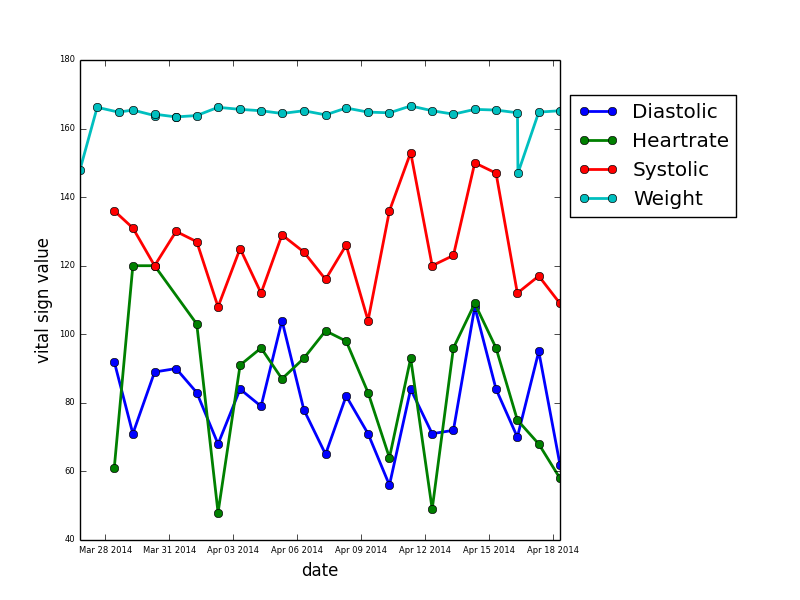 180
160
140
120
100
80
60
40
vital sign value
Mar 28 2014 Mar 31 2014 Apr 03 2014 Apr 06 2014 Apr 09 2014 Apr 12 2014 Apr 15 2014 Apr 18 2014
date
Diastolic
Heartrate
Systolic
Weight